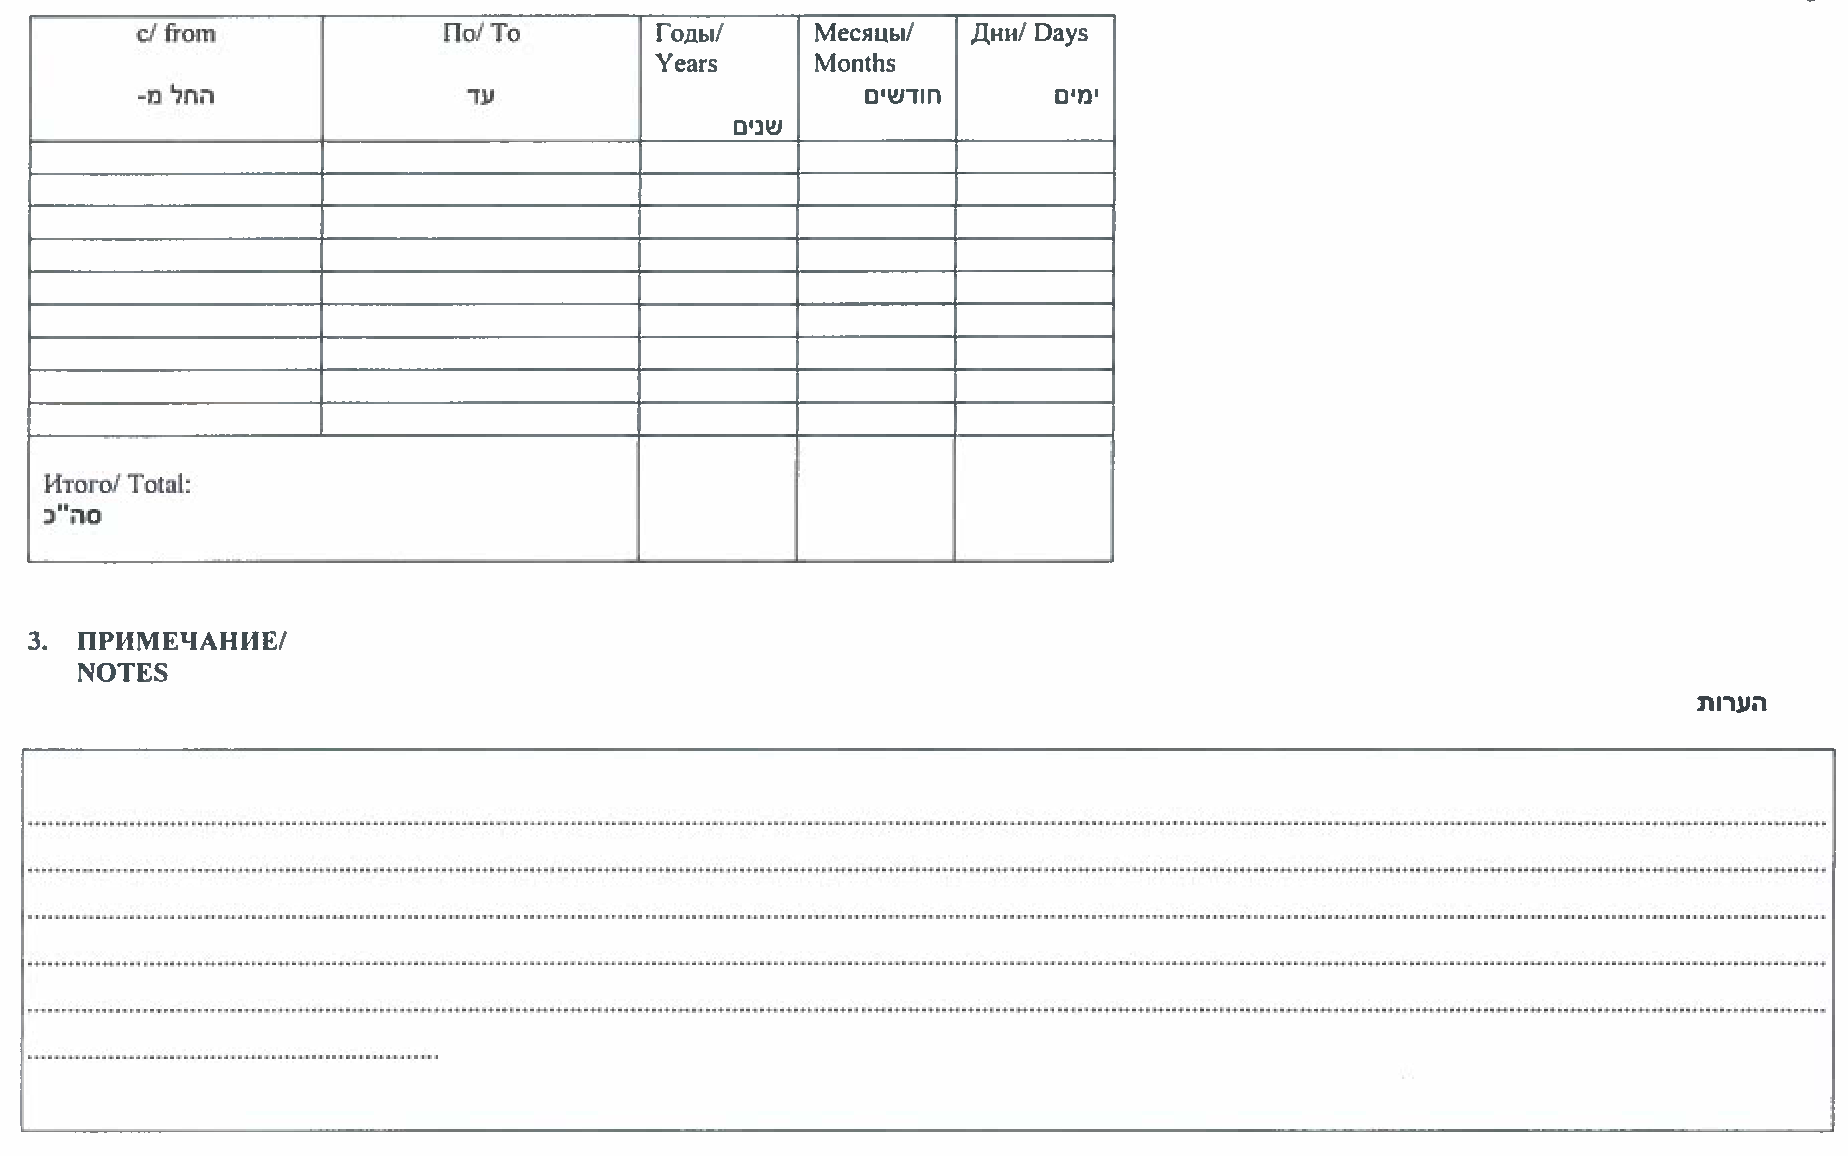 с/ from
החל מ-
По/ To
עד
Годы/
Years
שנים
Месяцы/
Months
חודשים
Дни/ Days
ימים
Итого/ Total:
סה"כ
3. ПРИМЕЧАНИЕ/
NOTES
הערות